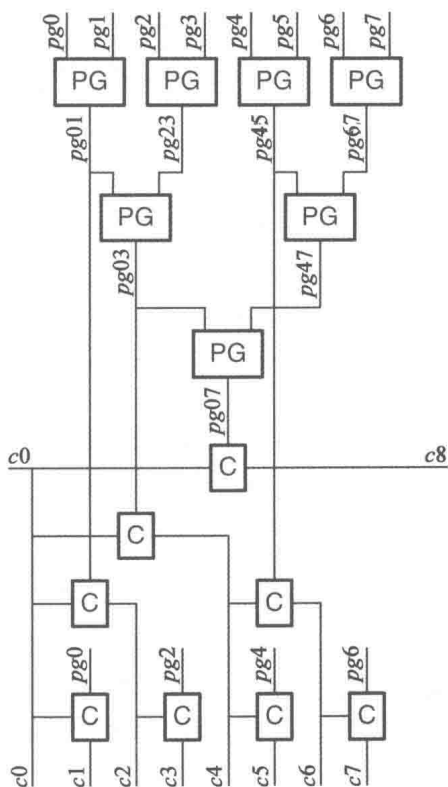 pg0 pg1 pg2 pg3 pg4 pg5 pg6 pg7
PG PG PG PG
pg01 pg23 pg45 pg67
PG PG
pg03 pg47
PG
pg07
c0 C c8
C
C C
pg0 pg2 pg4 pg6
C C C C
c0 c1 c2 c3 c4 c5 c6 c7